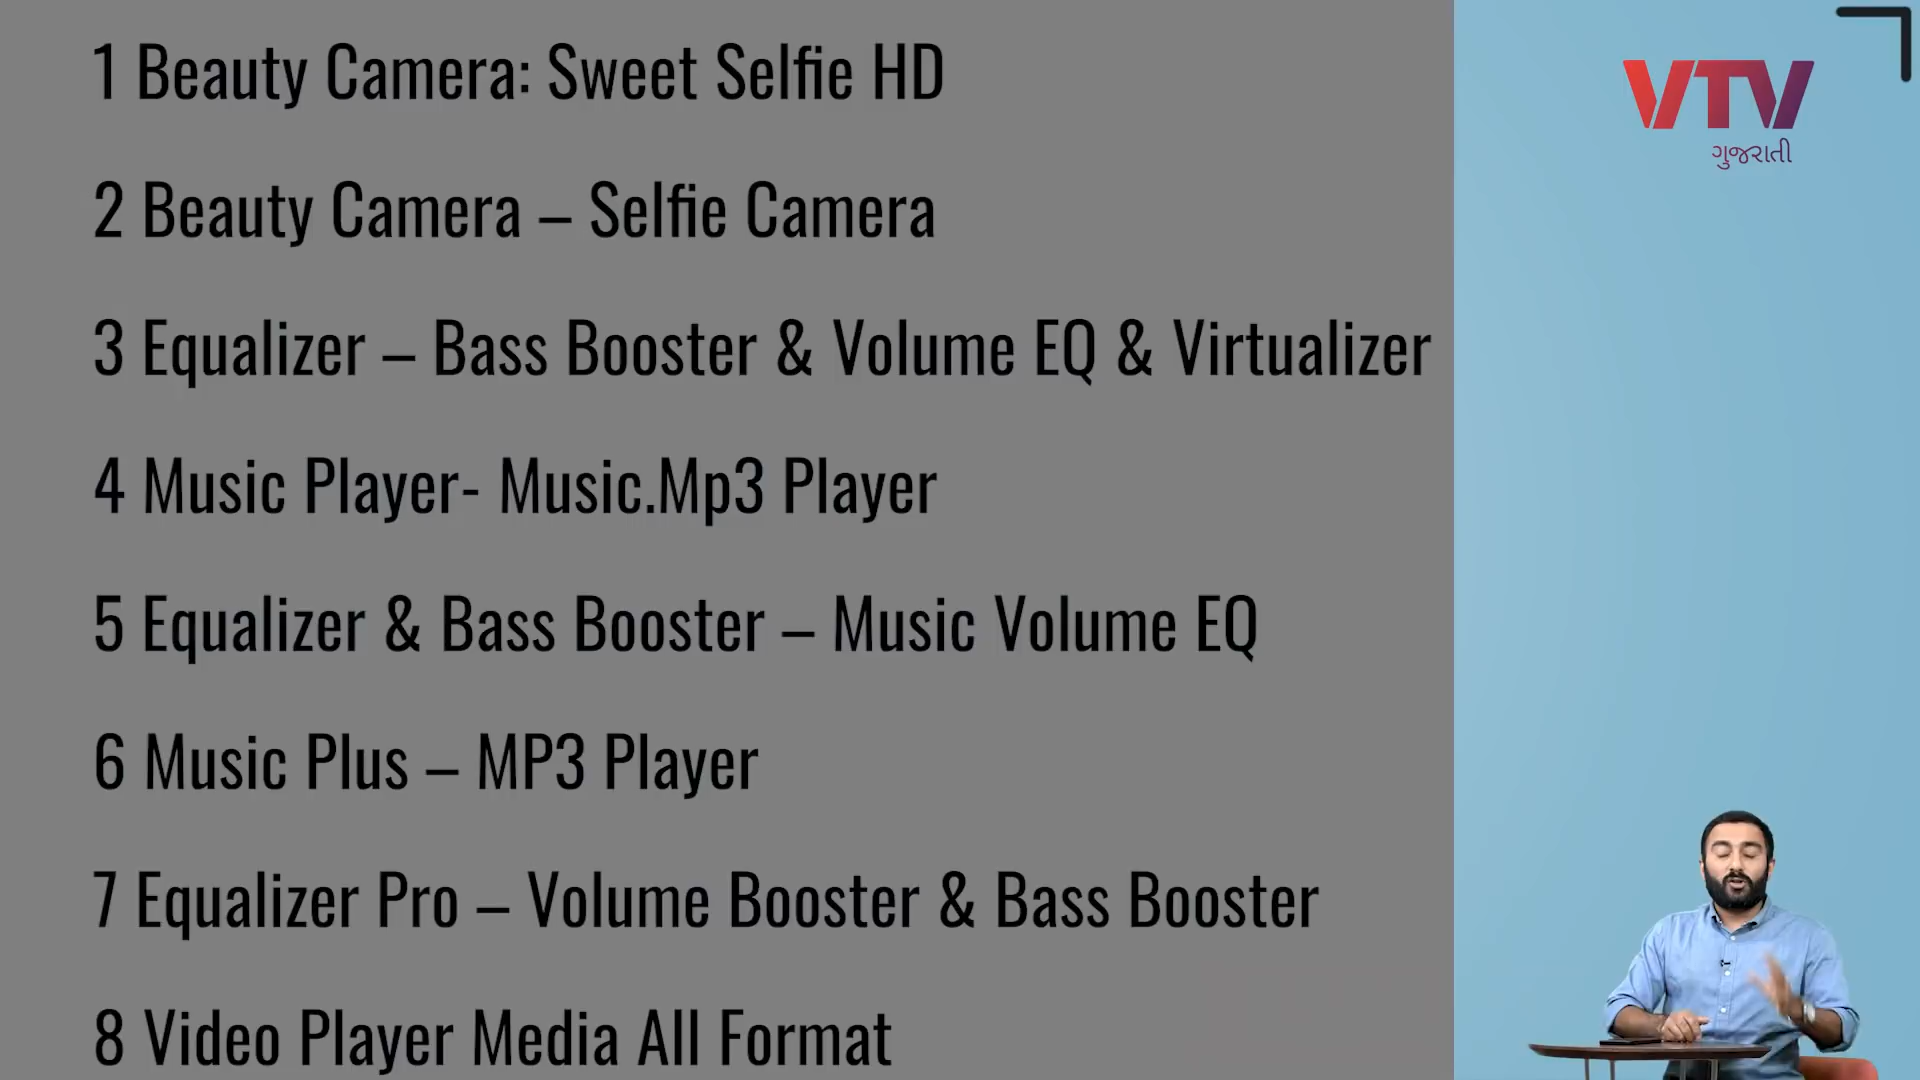 1 Beauty Camera: Sweet Selfie HD
2 Beauty Camera – Selfie Camera
3 Equalizer – Bass Booster & Volume EQ & Virtualizer
4 Music Player- Music.Mp3 Player
5 Equalizer & Bass Booster – Music Volume EQ
6 Music Plus – MP3 Player
7 Equalizer Pro – Volume Booster & Bass Booster
8 Video Player Media All Format
VTV
ગુજરાતી